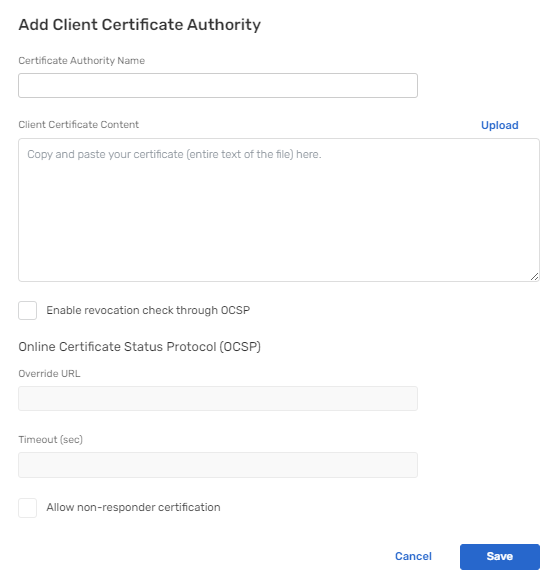 Add Client Certificate Authority
Certificate Authority Name
Client Certificate Content
Upload
Copy and paste your certificate (entire text of the file) here.
Enable revocation check through OCSP
Online Certificate Status Protocol (OCSP)
Override URL
Timeout (sec)
Allow non-responder certification
Cancel
Save